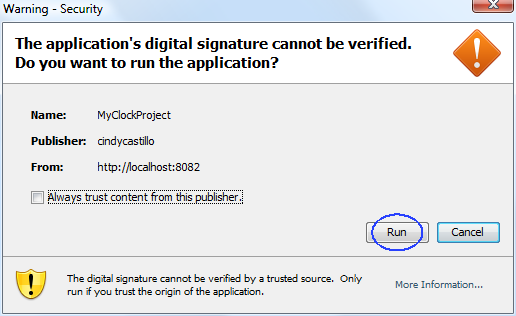 Warning - Security
The application's digital signature cannot be verified.
Do you want to run the application?
Name: MyClockProject
Publisher: cindycastillo
From: http://localhost:8082
Always trust content from this publisher.
Run Cancel
The digital signature cannot be verified by a trusted source. Only
run if you trust the origin of the application.
More Information...